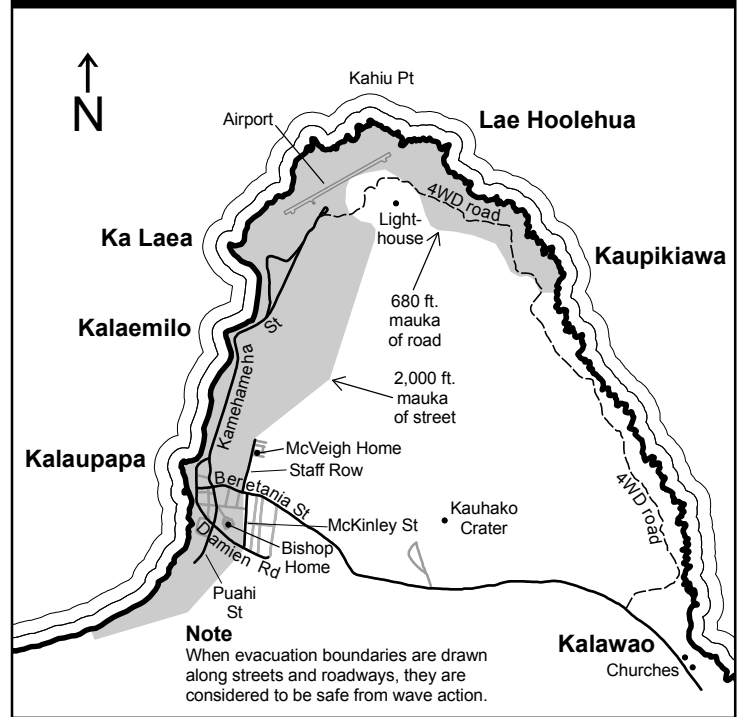 Kahiu Pt
N
Airport
Lae Hoolehua
4WD road
Light-
house
Ka Laea
Kaupikiawa
680 ft.
mauka
of road
Kalaemilo
Kamehameha St
2,000 ft.
mauka
of street
Kalaupapa
McVeigh Home
Staff Row
Beretania St
Kauhako
Crater
4WD road
McKinley St
Bishop
Home
Damien Rd
Puahi
St
Note
When evacuation boundaries are drawn
along streets and roadways, they are
considered to be safe from wave action.
Kalawao
Churches